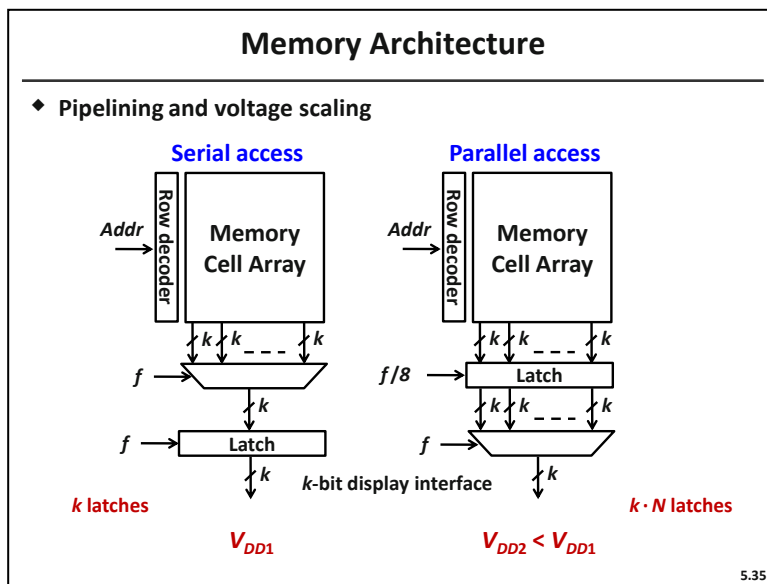 Memory Architecture
◆ Pipelining and voltage scaling
Serial access
Parallel access
Addr
Row decoder
Memory
Cell Array
k
k
k
f
k
f
Latch
k
Addr
Row decoder
Memory
Cell Array
k
k
k
f/8
Latch
k
k
k
f
k
k-bit display interface
k latches
k · N latches
VDD1
VDD2 < VDD1
5.35